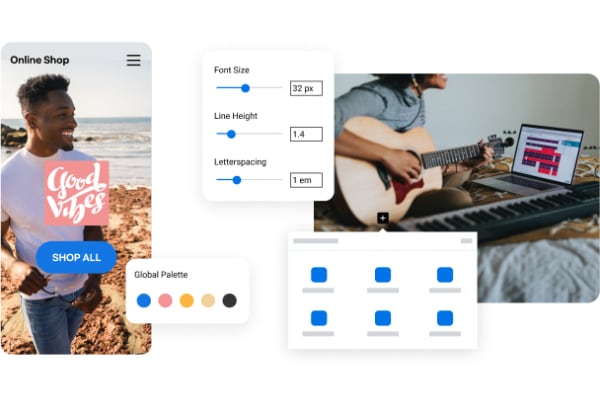 Online Shop
Good
Vibes
SHOP ALL
Global Palette
Font Size
32 px
Line Height
1.4
Letterspacing
1 em